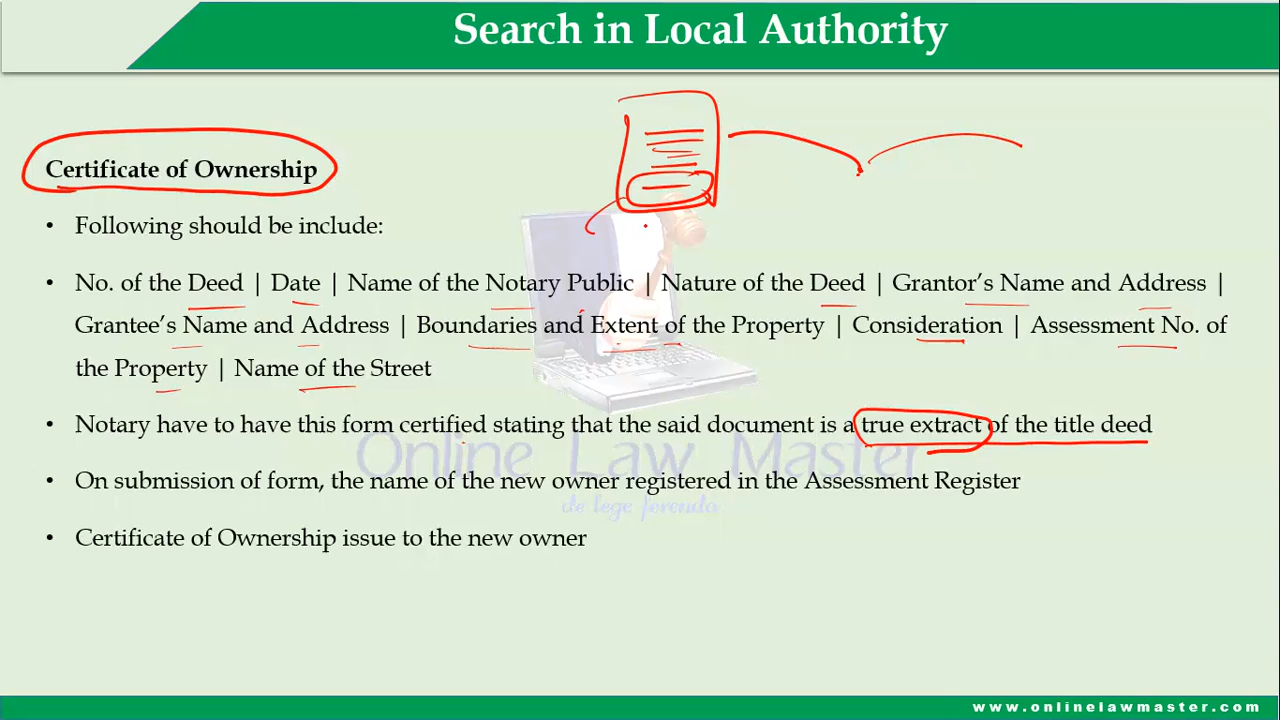 Search in Local Authority
Certificate of Ownership
• Following should be include:
• No. of the Deed | Date | Name of the Notary Public | Nature of the Deed | Grantor's Name and Address |
Grantee's Name and Address | Boundaries and Extent of the Property | Consideration | Assessment No. of
the Property | Name of the Street
• Notary have to have this form certified stating that the said document is a true extract of the title deed
Online Law Master
• On submission of form, the name of the new owner registered in the Assessment Register
de lege ferenda
• Certificate of Ownership issue to the new owner
www.onlinelawmaster.com